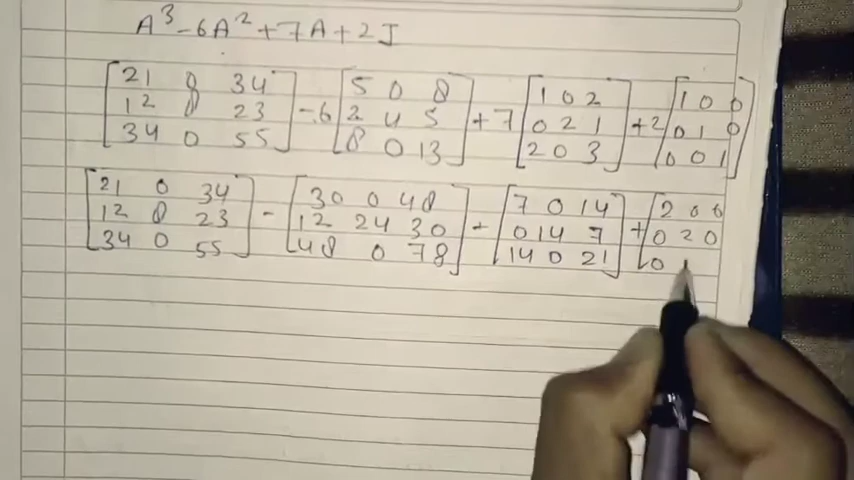 A³ - 6A² + 7A + 2I
[21 0 34] - 6 [5 0 8] + 7 [1 0 2] + 2 [1 0 0]
[12 8 23] [2 4 5] [0 2 1] [0 1 0]
[34 0 55] [8 0 13] [2 0 3] [0 0 1]
[21 0 34] - [30 0 48] + [7 0 14] + [2 0 0]
[12 8 23] [12 24 30] [0 14 7] [0 2 0]
[34 0 55] [48 0 78] [14 0 21] [0